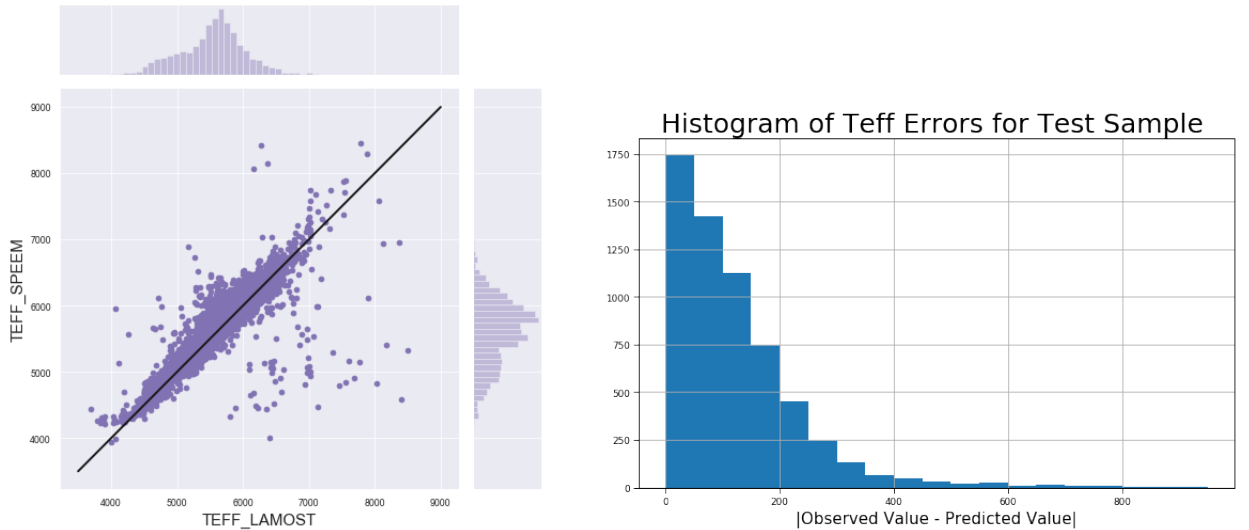 9000
8000
7000
6000
5000
4000
TEFF_SPEEM
4000 5000 6000 7000 8000 9000
TEFF_LAMOST
Histogram of Teff Errors for Test Sample
1750
1500
1250
1000
750
500
250
0
0 200 400 600 800
|Observed Value - Predicted Value|